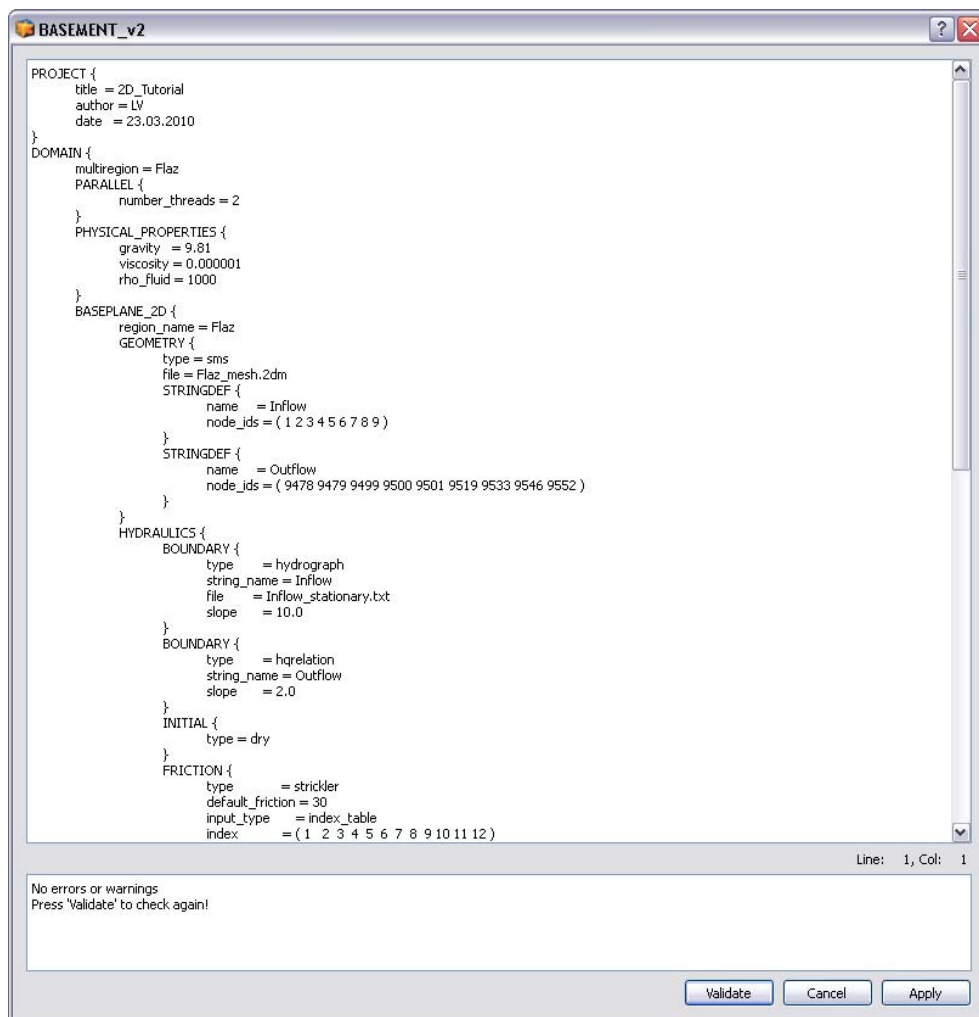 BASEMENT_v2
PROJECT {
title = 2D_Tutorial
author = LV
date = 23.03.2010
}
DOMAIN {
multiregion = Flaz
PARALLEL {
number_threads = 2
}
PHYSICAL_PROPERTIES {
gravity = 9.81
viscosity = 0.000001
rho_fluid = 1000
}
BASEPLANE_2D {
region_name = Flaz
GEOMETRY {
type = sms
file = Flaz_mesh.2dm
STRINGDEF {
name = Inflow
node_ids = ( 1 2 3 4 5 6 7 8 9 )
}
STRINGDEF {
name = Outflow
node_ids = ( 9478 9479 9499 9500 9501 9519 9533 9546 9552 )
}
}
HYDRAULICS {
BOUNDARY {
type = hydrograph
string_name = Inflow
file = Inflow_stationary.txt
slope = 10.0
}
BOUNDARY {
type = hqrelation
string_name = Outflow
slope = 2.0
}
INITIAL {
type = dry
}
FRICTION {
type = strickler
default_friction = 30
input_type = index_table
index = ( 1 2 3 4 5 6 7 8 9 10 11 12 )
Line: 1, Col: 1
No errors or warnings
Press 'Validate' to check again!
Validate Cancel Apply